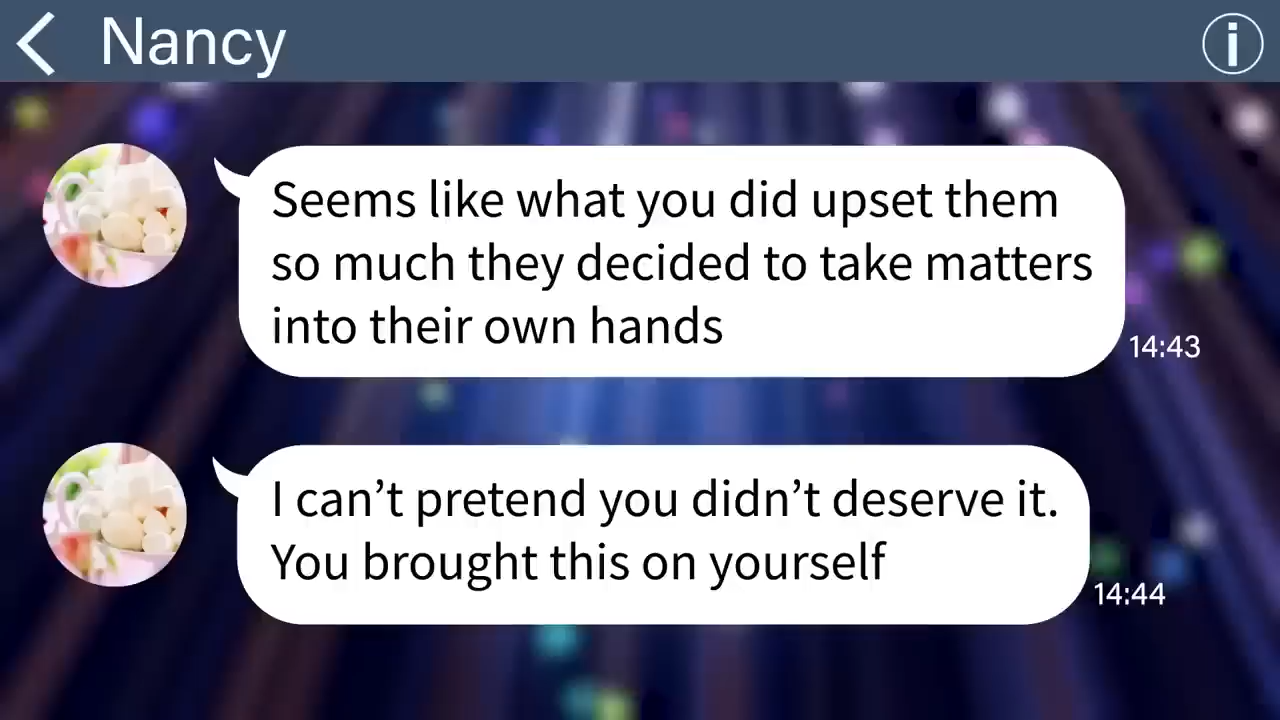 Nancy
Seems like what you did upset them
so much they decided to take matters
into their own hands
14:43
I can’t pretend you didn’t deserve it.
You brought this on yourself
14:44